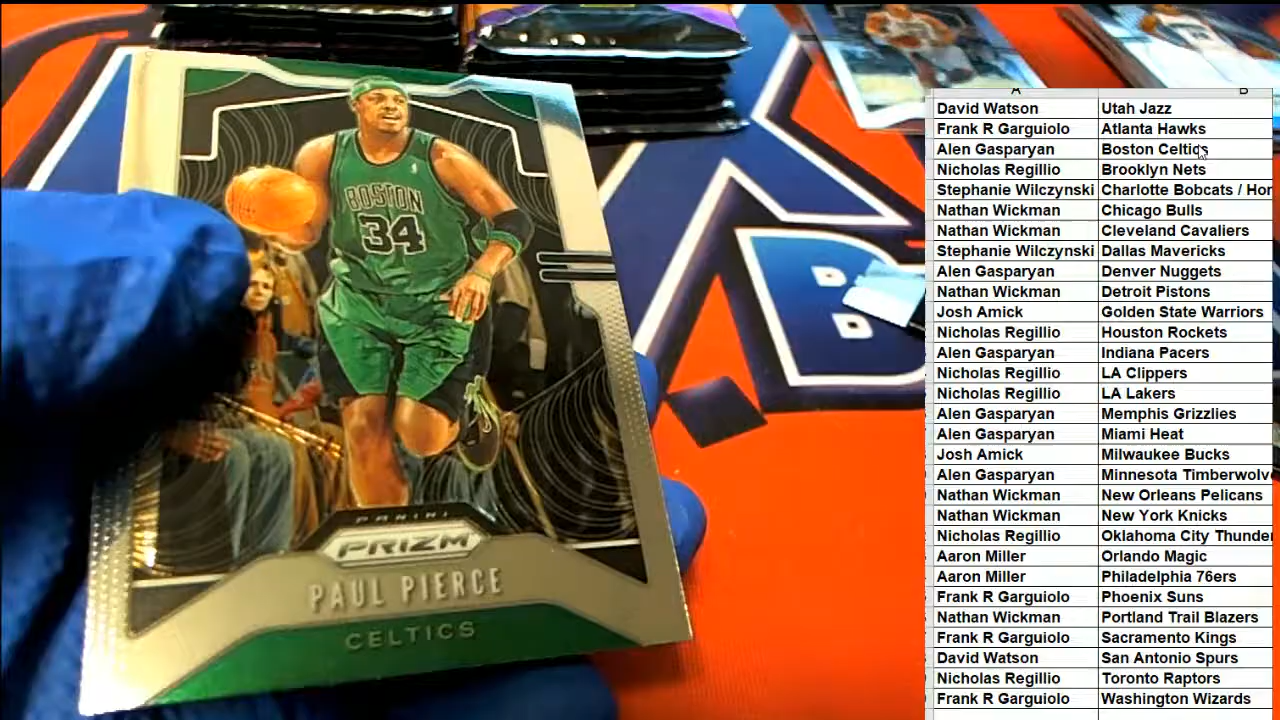 BOSTON
34
PANINI
PRIZM
PAUL PIERCE
CELTICS
B
A B
David Watson Utah Jazz
Frank R Garguiolo Atlanta Hawks
Alen Gasparyan Boston Celtics
Nicholas Regillio Brooklyn Nets
Stephanie Wilczynski Charlotte Bobcats / Hor
Nathan Wickman Chicago Bulls
Nathan Wickman Cleveland Cavaliers
Stephanie Wilczynski Dallas Mavericks
Alen Gasparyan Denver Nuggets
Nathan Wickman Detroit Pistons
Josh Amick Golden State Warriors
Nicholas Regillio Houston Rockets
Alen Gasparyan Indiana Pacers
Nicholas Regillio LA Clippers
Nicholas Regillio LA Lakers
Alen Gasparyan Memphis Grizzlies
Alen Gasparyan Miami Heat
Josh Amick Milwaukee Bucks
Alen Gasparyan Minnesota Timberwolv
Nathan Wickman New Orleans Pelicans
Nathan Wickman New York Knicks
Nicholas Regillio Oklahoma City Thunder
Aaron Miller Orlando Magic
Aaron Miller Philadelphia 76ers
Frank R Garguiolo Phoenix Suns
Nathan Wickman Portland Trail Blazers
Frank R Garguiolo Sacramento Kings
David Watson San Antonio Spurs
Nicholas Regillio Toronto Raptors
Frank R Garguiolo Washington Wizards